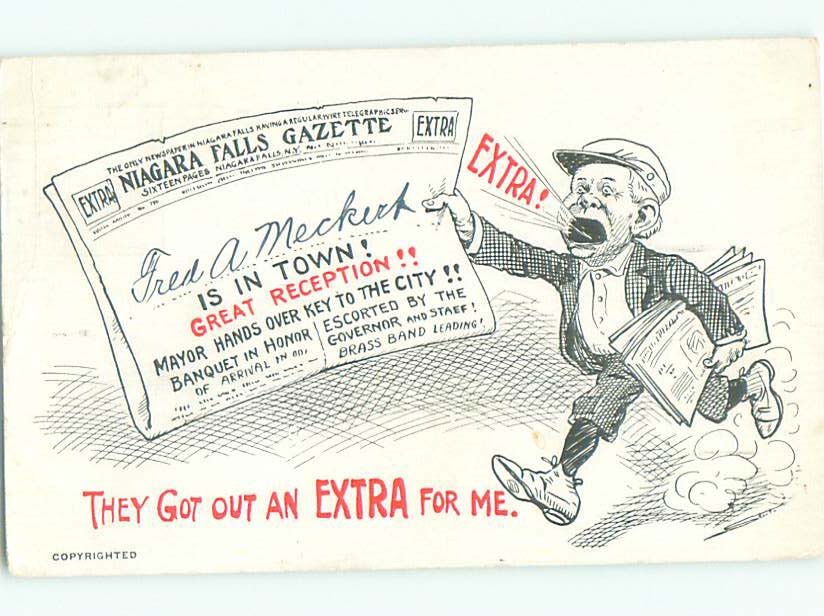 THE ONLY NEWSPAPER IN NIAGARA FALLS HAVING A REGULAR WIRE TELEGRAPHIC SERV.
EXTRA NIAGARA FALLS GAZETTE EXTRA
SIXTEEN PAGES NIAGARA FALLS, N.Y.
Fred A Meckert
IS IN TOWN!
GREAT RECEPTION!!
MAYOR HANDS OVER KEY TO THE CITY!!
BANQUET IN HONOR
OF ARRIVAL IN
ESCORTED BY THE
GOVERNOR AND STAFF!
BRASS BAND LEADING!
EXTRA!
THEY GOT OUT AN EXTRA FOR ME.
COPYRIGHTED